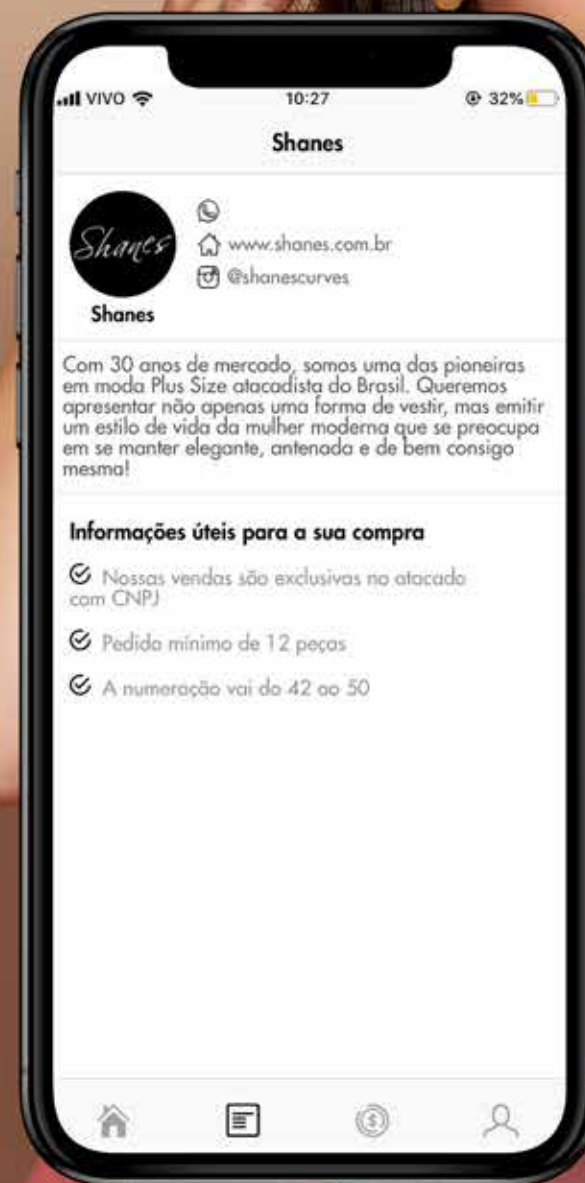 VIVO 10:27 32%
Shanes
Shanes
www.shanes.com.br
@shanescurves
Shanes
Com 30 anos de mercado, somos uma das pioneiras
em moda Plus Size atacadista do Brasil. Queremos
apresentar não apenas uma forma de vestir, mas emitir
um estilo de vida da mulher moderna que se preocupa
em se manter elegante, antenada e de bem consigo
mesma!
Informações úteis para a sua compra
Nossas vendas são exclusivas no atacado
com CNPJ
Pedido mínimo de 12 peças
A numeração vai do 42 ao 50